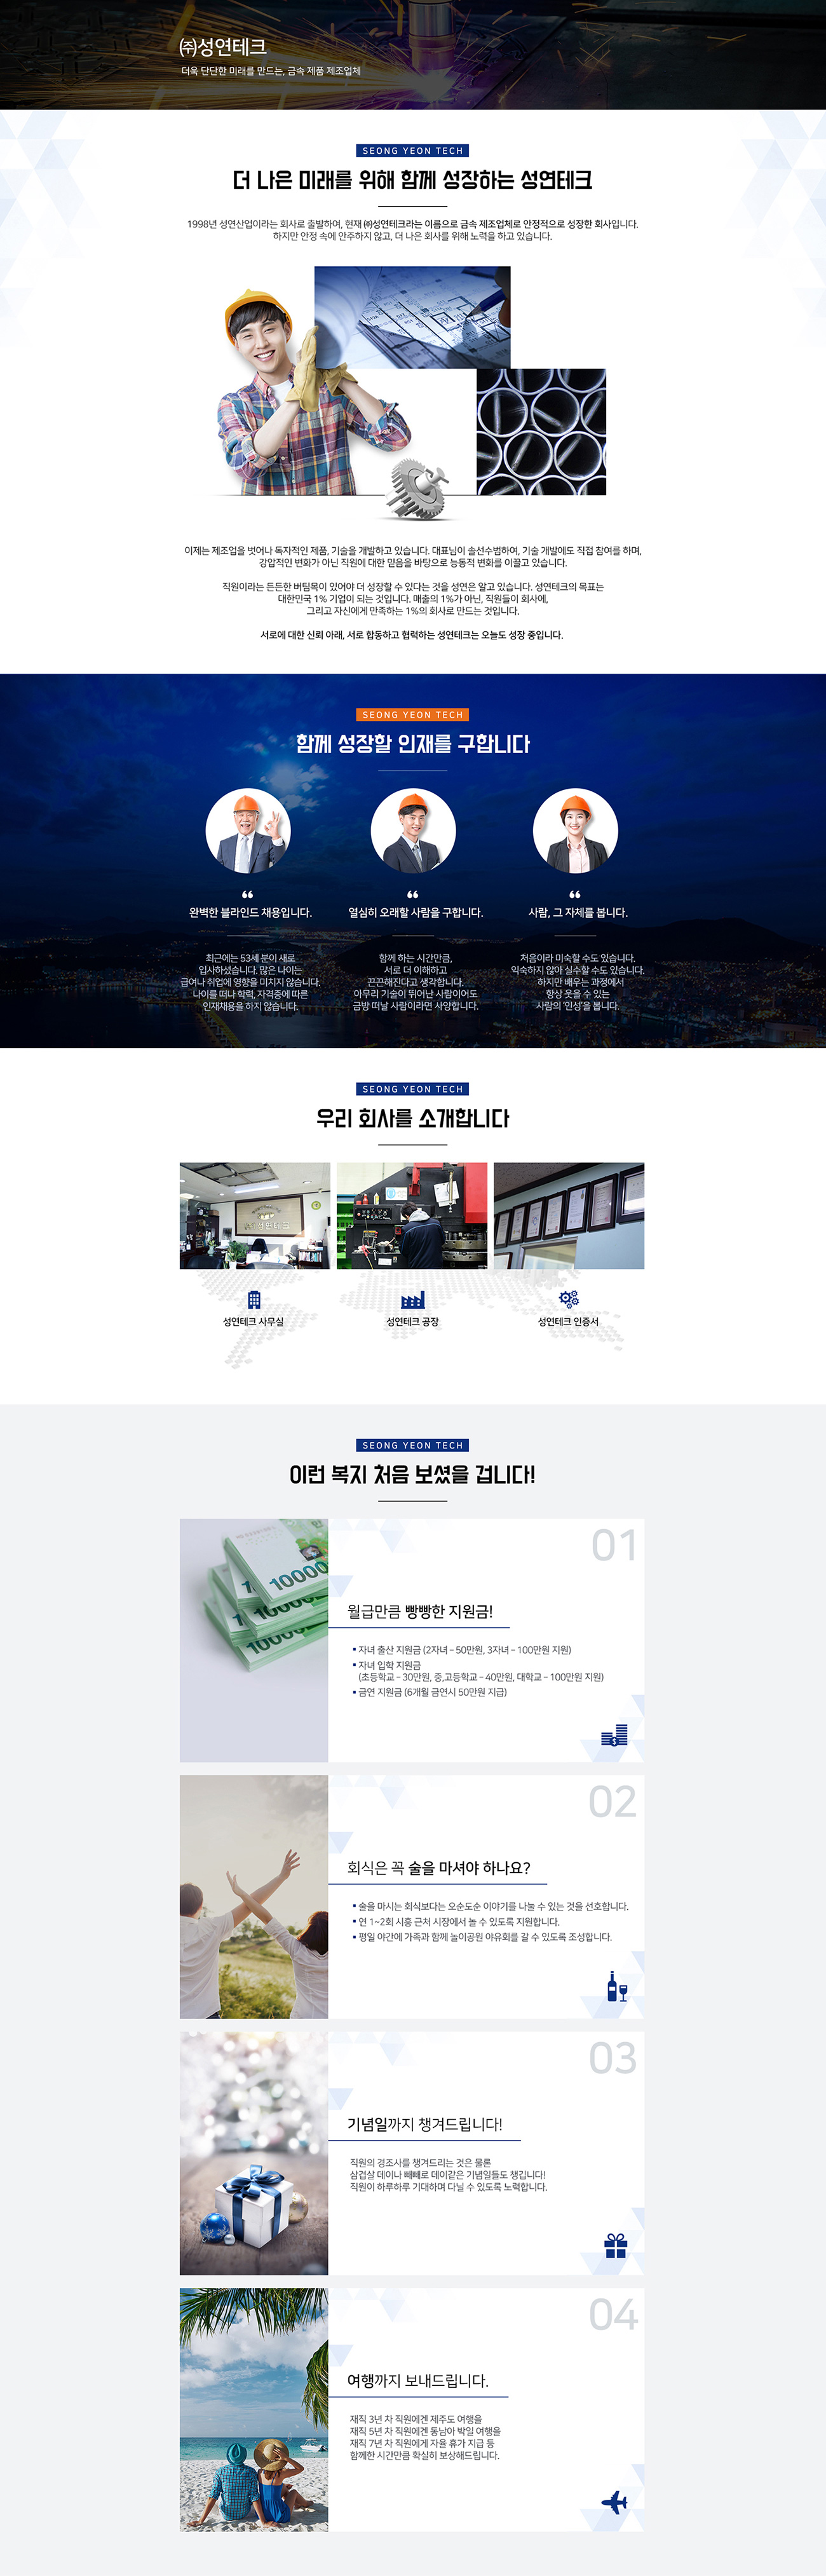 ㈜성연테크
더욱 단단한 미래를 만드는, 금속 제품 제조업체
SEONG YEON TECH
더 나은 미래를 위해 함께 성장하는 성연테크
1998년 성연산업이라는 회사로 출발하여, 현재 ㈜성연테크라는 이름으로 금속 제조업체로 안정적으로 성장한 회사입니다.
하지만 안정 속에 안주하지 않고, 더 나은 회사를 위해 노력을 하고 있습니다.
이제는 제조업을 벗어나 독자적인 제품, 기술을 개발하고 있습니다. 대표님이 솔선수범하여, 기술 개발에도 직접 참여를 하며,
강압적인 변화가 아닌 직원에 대한 믿음을 바탕으로 능동적 변화를 이끌고 있습니다.
직원이라는 든든한 버팀목이 있어야 더 성장할 수 있다는 것을 성연은 알고 있습니다. 성연테크의 목표는
대한민국 1% 기업이 되는 것입니다. 매출의 1%가 아닌, 직원들이 회사에,
그리고 자신에게 만족하는 1%의 회사로 만드는 것입니다.
서로에 대한 신뢰 아래, 서로 합동하고 협력하는 성연테크는 오늘도 성장 중입니다.
SEONG YEON TECH
함께 성장할 인재를 구합니다
완벽한 블라인드 채용입니다.
최근에는 53세 분이 새로
입사하셨습니다. 많은 나이는
급여나 취업에 영향을 미치지 않습니다.
나이를 떠나 학력, 자격증에 따른
인재채용을 하지 않습니다.
열심히 오래할 사람을 구합니다.
함께 하는 시간만큼,
서로 더 이해하고
끈끈해진다고 생각합니다.
아무리 기술이 뛰어난 사람이어도
금방 떠날 사람이라면 사양합니다.
사람, 그 자체를 봅니다.
처음이라 미숙할 수도 있습니다.
익숙하지 않아 실수할 수도 있습니다.
하지만 배우는 과정에서
항상 웃을 수 있는
사람의 '인성'을 봅니다.
SEONG YEON TECH
우리 회사를 소개합니다
성연테크
성연테크 사무실
성연테크 공장
성연테크 인증서
SEONG YEON TECH
이런 복지 처음 보셨을 겁니다!
10000
10000
10000
01
월급만큼 빵빵한 지원금!
▪ 자녀 출산 지원금 (2자녀 - 50만원, 3자녀 - 100만원 지원)
▪ 자녀 입학 지원금
(초등학교 - 30만원, 중,고등학교 - 40만원, 대학교 - 100만원 지원)
▪ 금연 지원금 (6개월 금연시 50만원 지급)
02
회식은 꼭 술을 마셔야 하나요?
▪ 술을 마시는 회식보다는 오순도순 이야기를 나눌 수 있는 것을 선호합니다.
▪ 연 1~2회 시흥 근처 시장에서 놀 수 있도록 지원합니다.
▪ 평일 야간에 가족과 함께 놀이공원 야유회를 갈 수 있도록 조성합니다.
03
기념일까지 챙겨드립니다!
직원의 경조사를 챙겨드리는 것은 물론
삼겹살 데이나 빼빼로 데이같은 기념일들도 챙깁니다!
직원이 하루하루 기대하며 다닐 수 있도록 노력합니다.
04
여행까지 보내드립니다.
재직 3년 차 직원에겐 제주도 여행을
재직 5년 차 직원에겐 동남아 박일 여행을
재직 7년 차 직원에게 자율 휴가 지급 등
함께한 시간만큼 확실히 보상해드립니다.